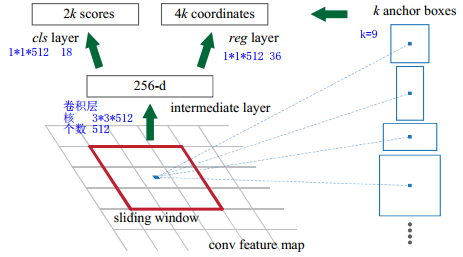 2k scores
4k coordinates
k anchor boxes
cls layer
reg layer
k=9
1*1*512 18
1*1*512 36
256-d
卷积层
核 3*3*512
个数 512
intermediate layer
sliding window
conv feature map